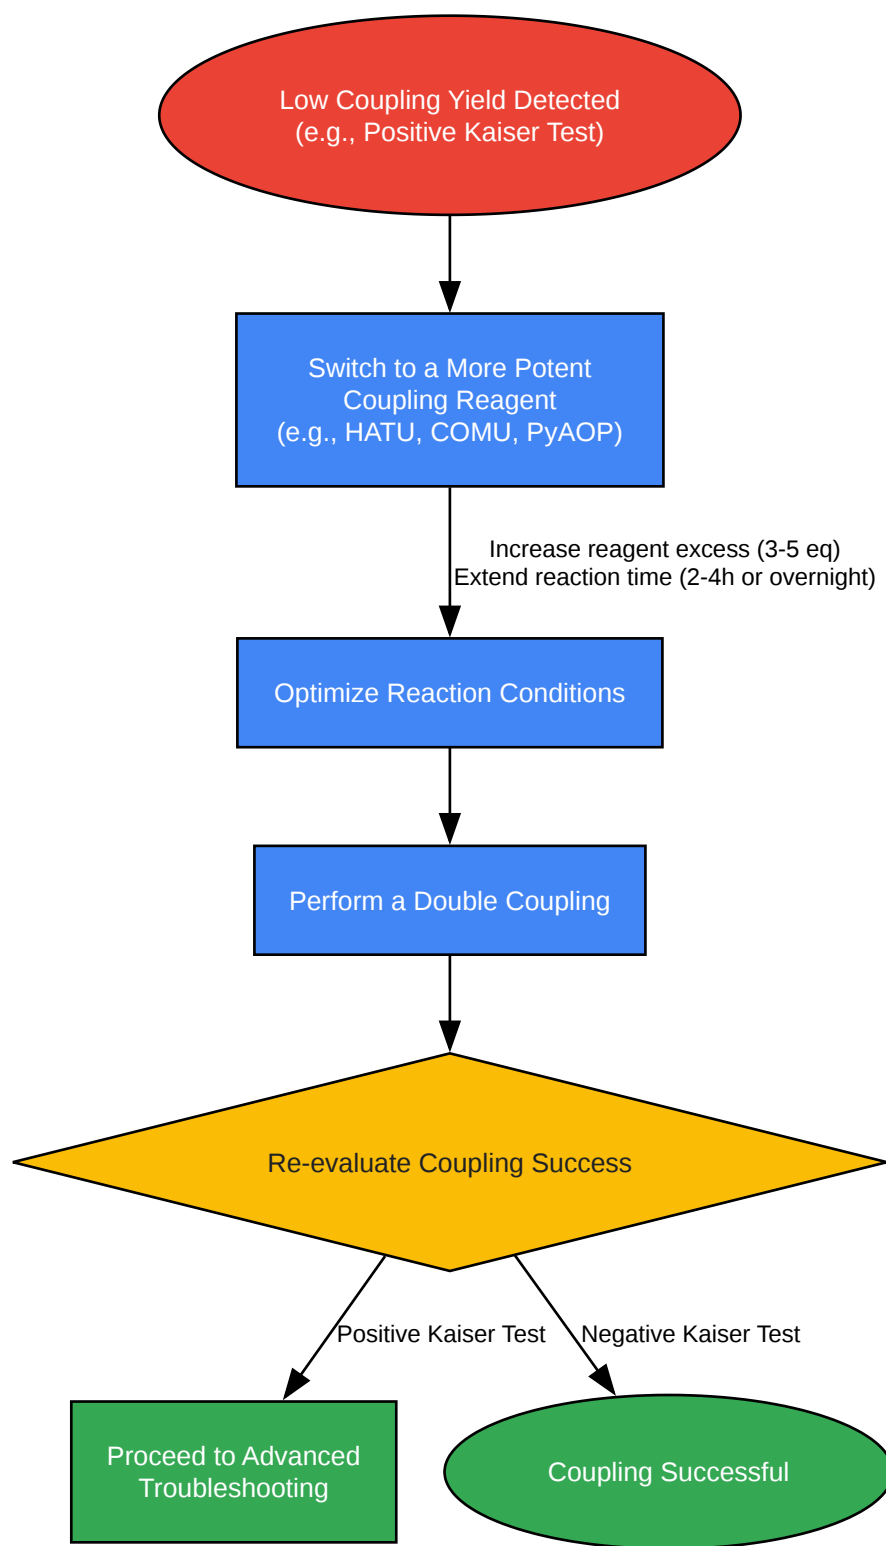 Low Coupling Yield Detected
(e.g., Positive Kaiser Test)
Switch to a More Potent
Coupling Reagent
(e.g., HATU, COMU, PyAOP)
Increase reagent excess (3-5 eq)
Extend reaction time (2-4h or overnight)
Optimize Reaction Conditions
Perform a Double Coupling
Re-evaluate Coupling Success
Positive Kaiser Test
Negative Kaiser Test
Proceed to Advanced
Troubleshooting
Coupling Successful